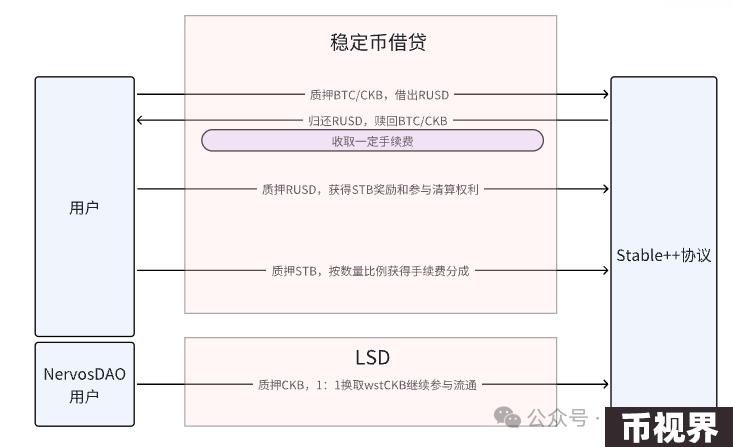 稳定币借贷
质押BTC/CKB，借出RUSD
归还RUSD，赎回BTC/CKB
收取一定手续费
质押RUSD，获得STB奖励和参与清算权利
用户
Stable++协议
质押STB，按数量比例获得手续费分成
LSD
NervosDAO
用户
质押CKB，1：1换取wstCKB继续参与流通
公众号 ·
币视界